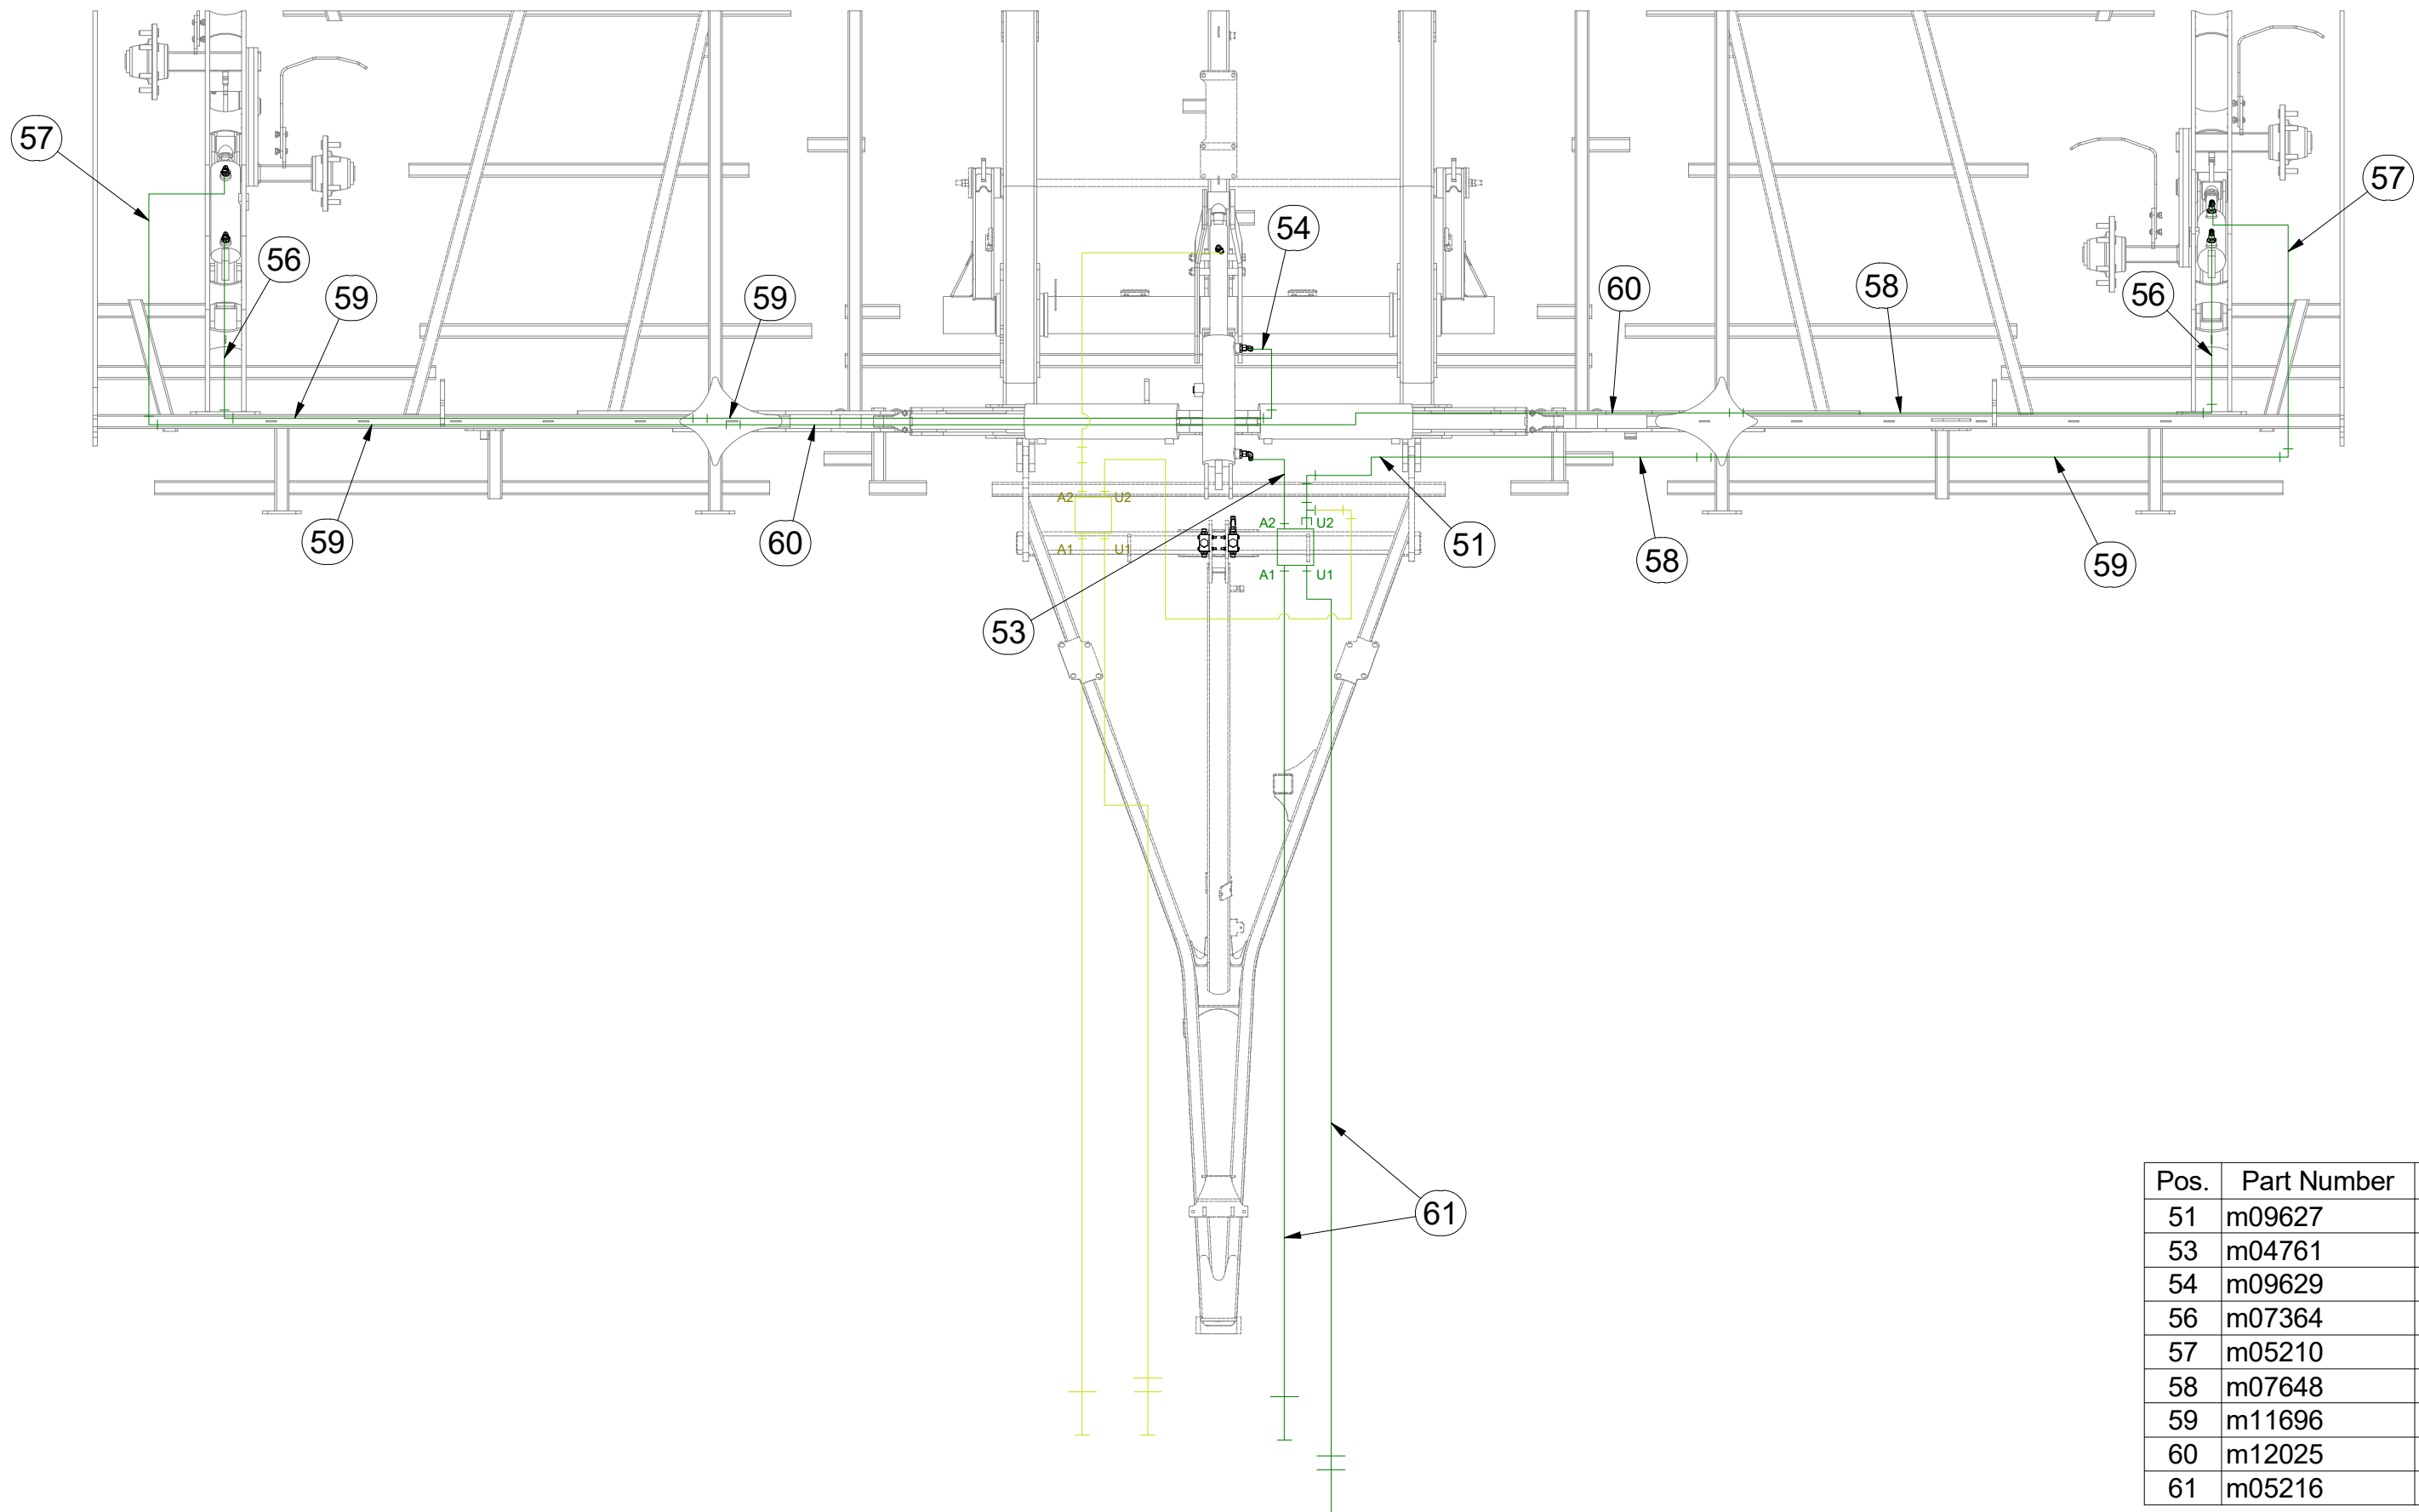 57
57
54
56
59
59
60
58
56
A2 U2
A2 U2
59
60
A1 U1
51
58
59
A1 U1
53
61
Pos. Part Number
51 m09627
53 m04761
54 m09629
56 m07364
57 m05210
58 m07648
59 m11696
60 m12025
61 m05216